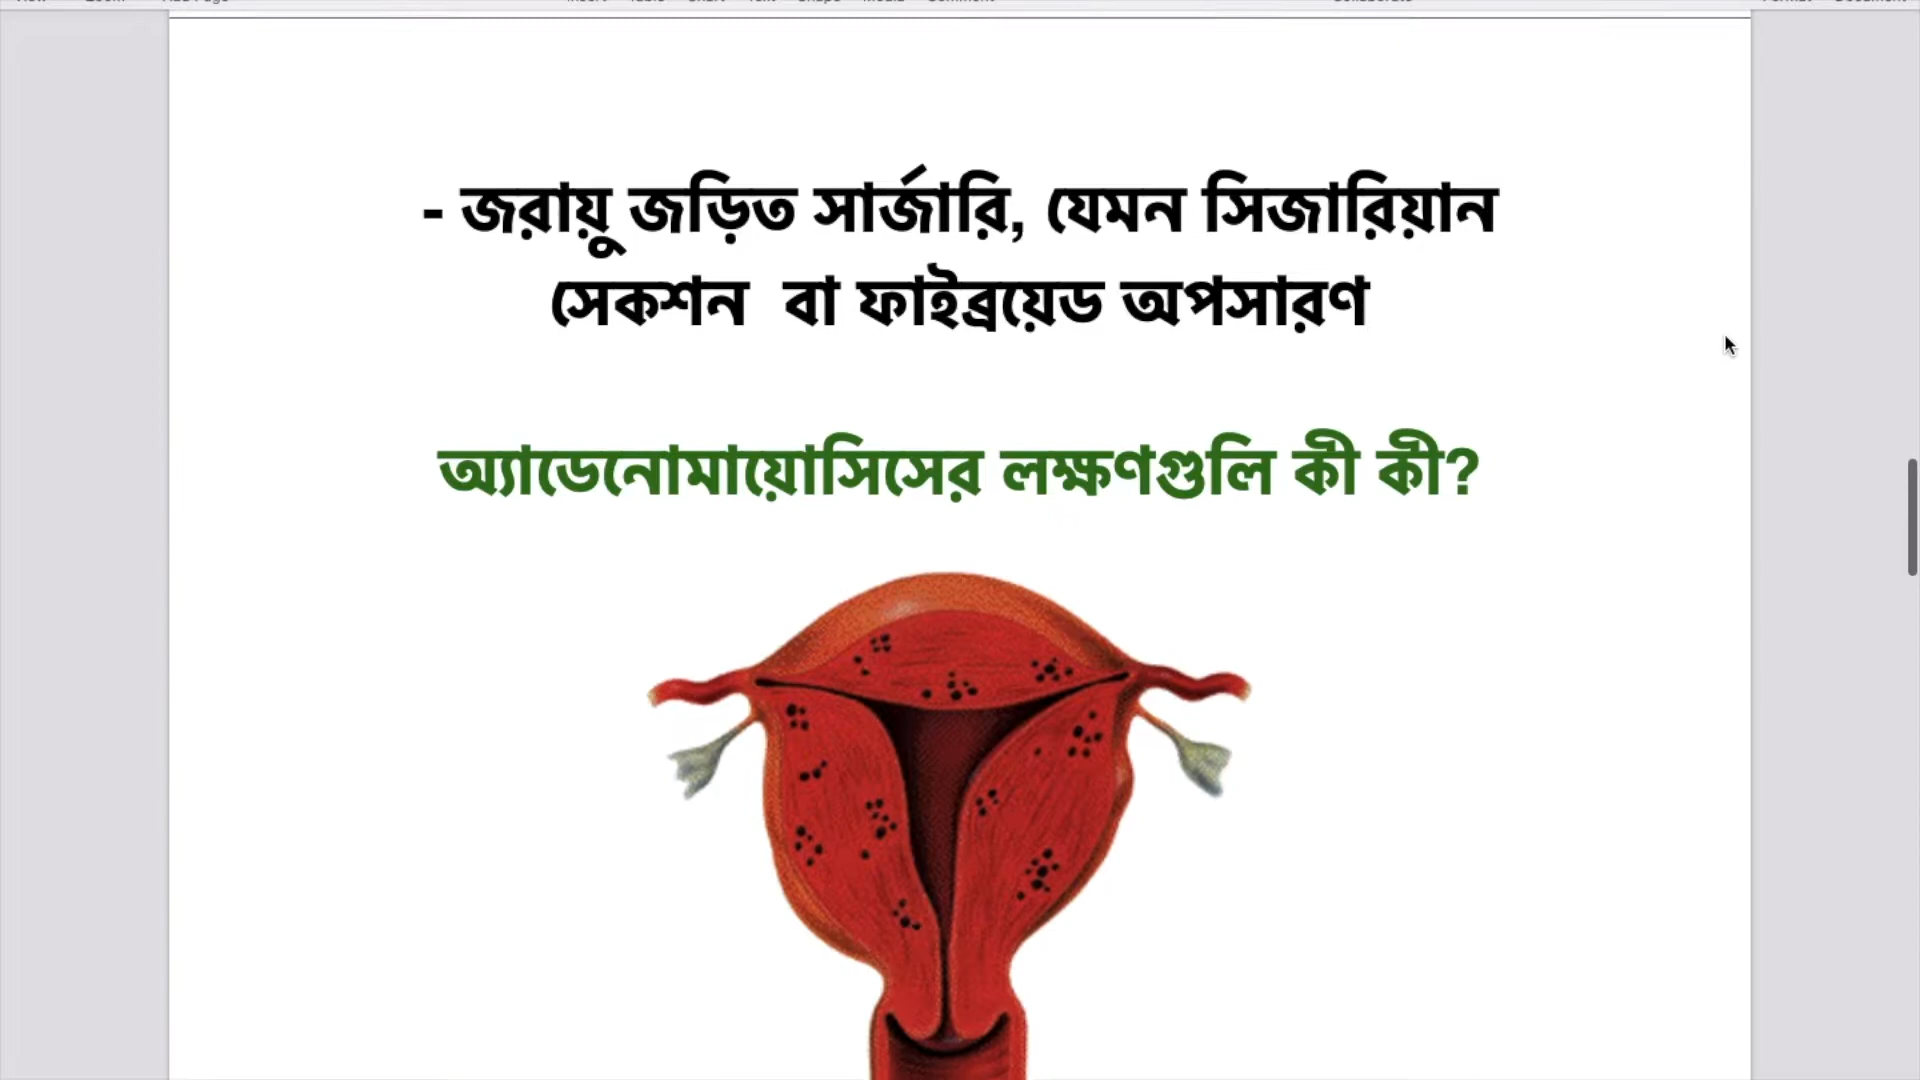 - জরায়ু জড়িত সার্জারি, যেমন সিজারিয়ান
সেকশন বা ফাইব্রয়েড অপসারণ
অ্যাডেনোমায়োসিসের লক্ষণগুলি কী কী?